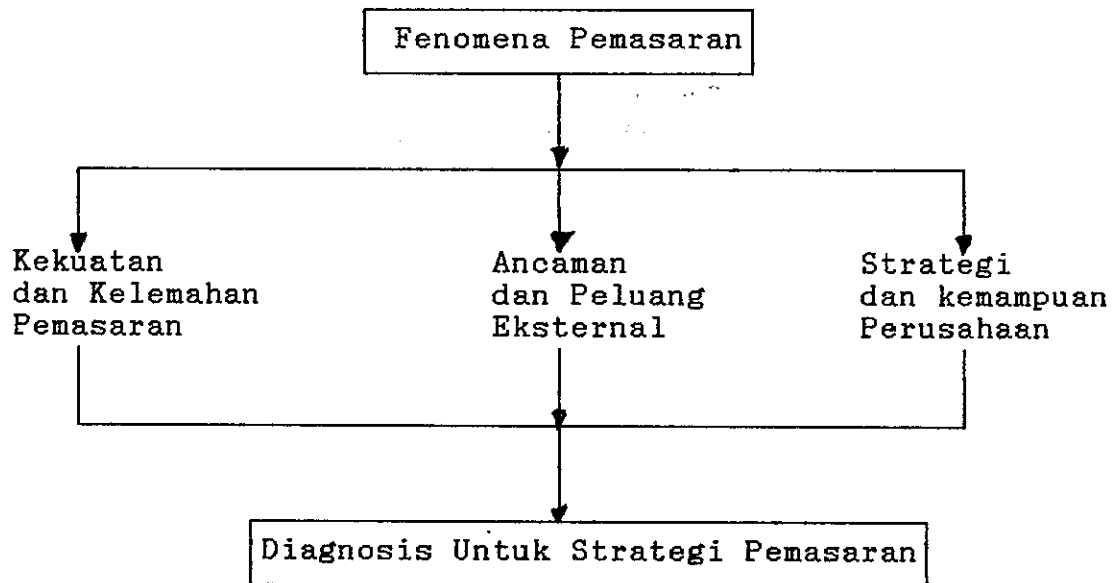 Fenomena Pemasaran
Kekuatan
dan Kelemahan
Pemasaran
Ancaman
dan Peluang
Eksternal
Strategi
dan kemampuan
Perusahaan
Diagnosis Untuk Strategi Pemasaran